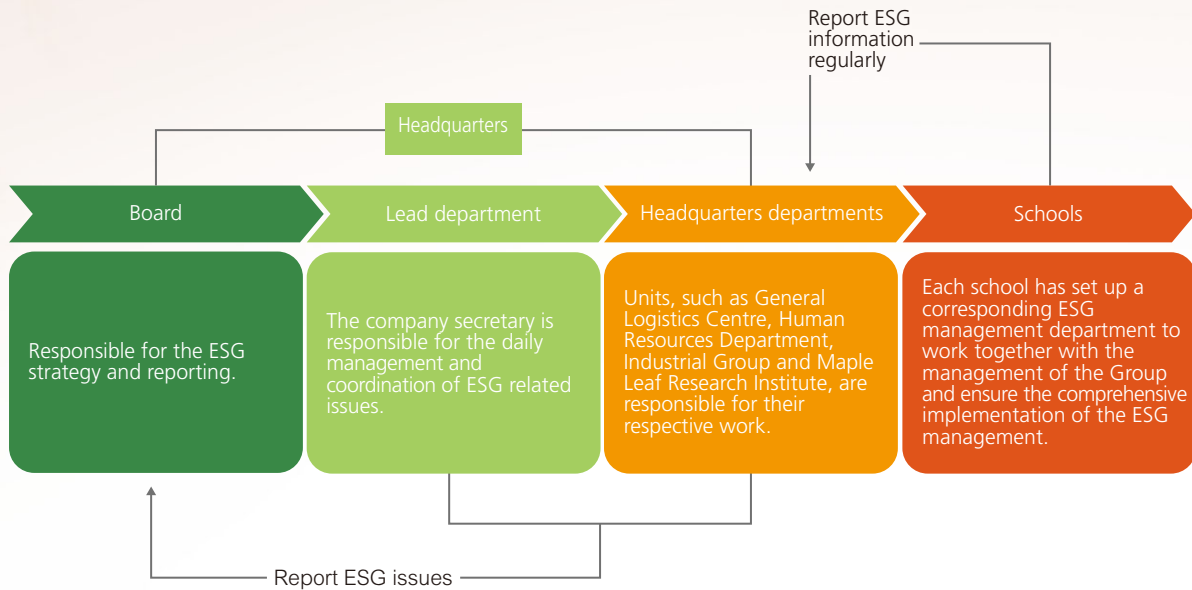 Report ESG
information
regularly
Headquarters
Board
Lead department
Headquarters departments
Schools
Responsible for the ESG
strategy and reporting.
The company secretary is
responsible for the daily
management and
coordination of ESG related
issues.
Units, such as General
Logistics Centre, Human
Resources Department,
Industrial Group and Maple
Leaf Research Institute, are
responsible for their
respective work.
Each school has set up a
corresponding ESG
management department to
work together with the
management of the Group
and ensure the comprehensive
implementation of the ESG
management.
Report ESG issues